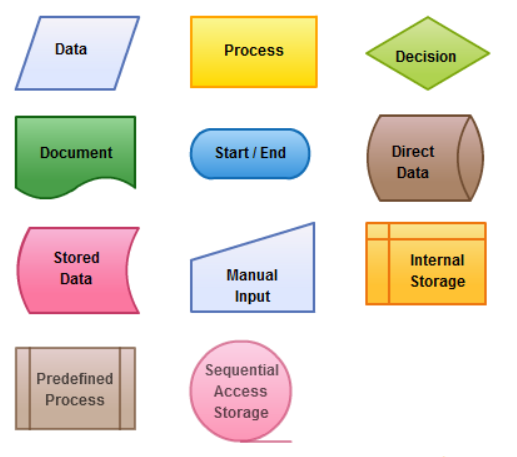 Data
Process
Decision
Document
Start / End
Direct
Data
Stored
Data
Manual
Input
Internal
Storage
Predefined
Process
Sequential
Access
Storage